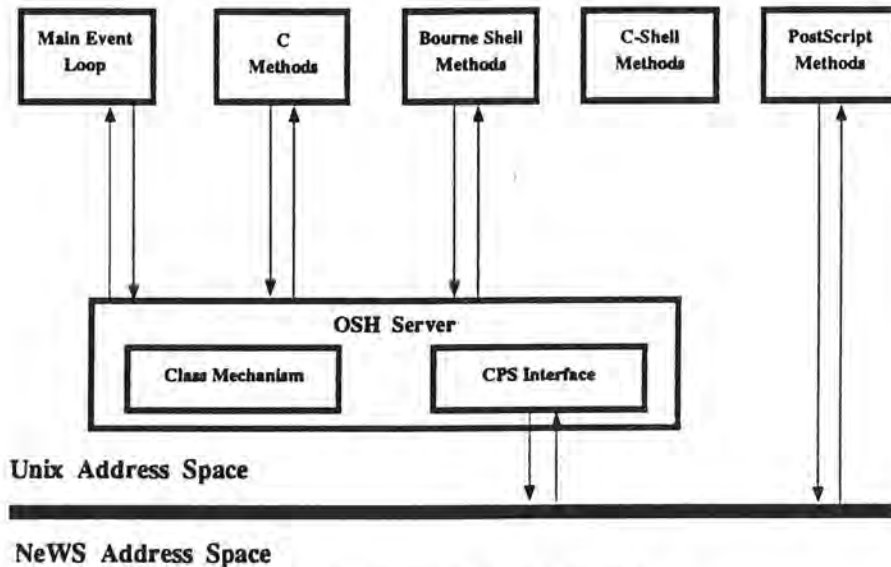 Main Event
Loop
C
Methods
Bourne Shell
Methods
C-Shell
Methods
PostScript
Methods
OSH Server
Class Mechanism
CPS Interface
Unix Address Space
NeWS Address Space